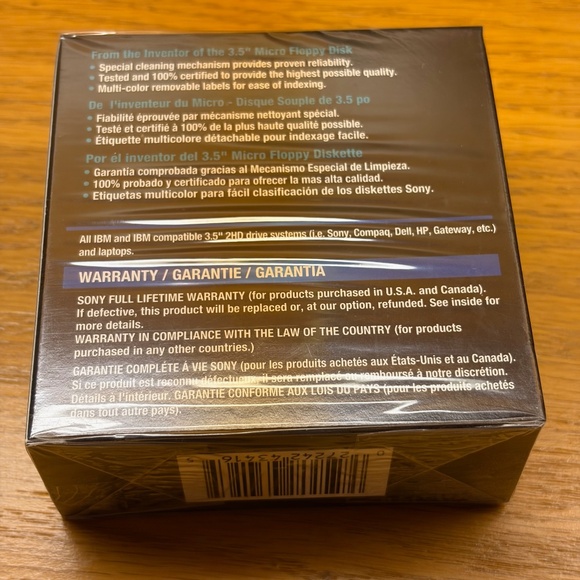 From the Inventor of the 3.5" Micro Floppy Disk
• Special cleaning mechanism provides proven reliability.
• Tested and 100% certified to provide the highest possible quality.
• Multi-color removable labels for ease of indexing.
De l'inventeur du Micro - Disque Souple de 3.5 po
• Fiabilité éprouvée par mécanisme nettoyant spécial.
• Testé et certifié à 100% de la plus haute qualité possible.
• Étiquette multicolore détachable pour indexage facile.
Por él inventor del 3.5" Micro Floppy Diskette
• Garantía comprobada gracias al Mecanismo Especial de Limpieza.
• 100% probado y certificado para ofrecer la mas alta calidad.
• Etiquetas multicolor para fácil clasificación de los diskettes Sony.
All IBM and IBM compatible 3.5" 2HD drive systems (i.e. Sony, Compaq, Dell, HP, Gateway, etc.)
and laptops.
WARRANTY / GARANTIE / GARANTIA
SONY FULL LIFETIME WARRANTY (for products purchased in U.S.A. and Canada).
If defective, this product will be replaced or, at our option, refunded. See inside for
more details.
WARRANTY IN COMPLIANCE WITH THE LAW OF THE COUNTRY (for products
purchased in any other countries.)
GARANTIE COMPLÉTE Á VIE SONY (pour les produits achetés aux États-Unis et au Canada).
Si ce produit est reconnu défectueux, il sera remplacé ou remboursé à notre discrétion.
Détails à l'intérieur. GARANTIE CONFORME AUX LOIS DU PAYS (pour les produits achetés
dans tout autre pays).
27242 43416